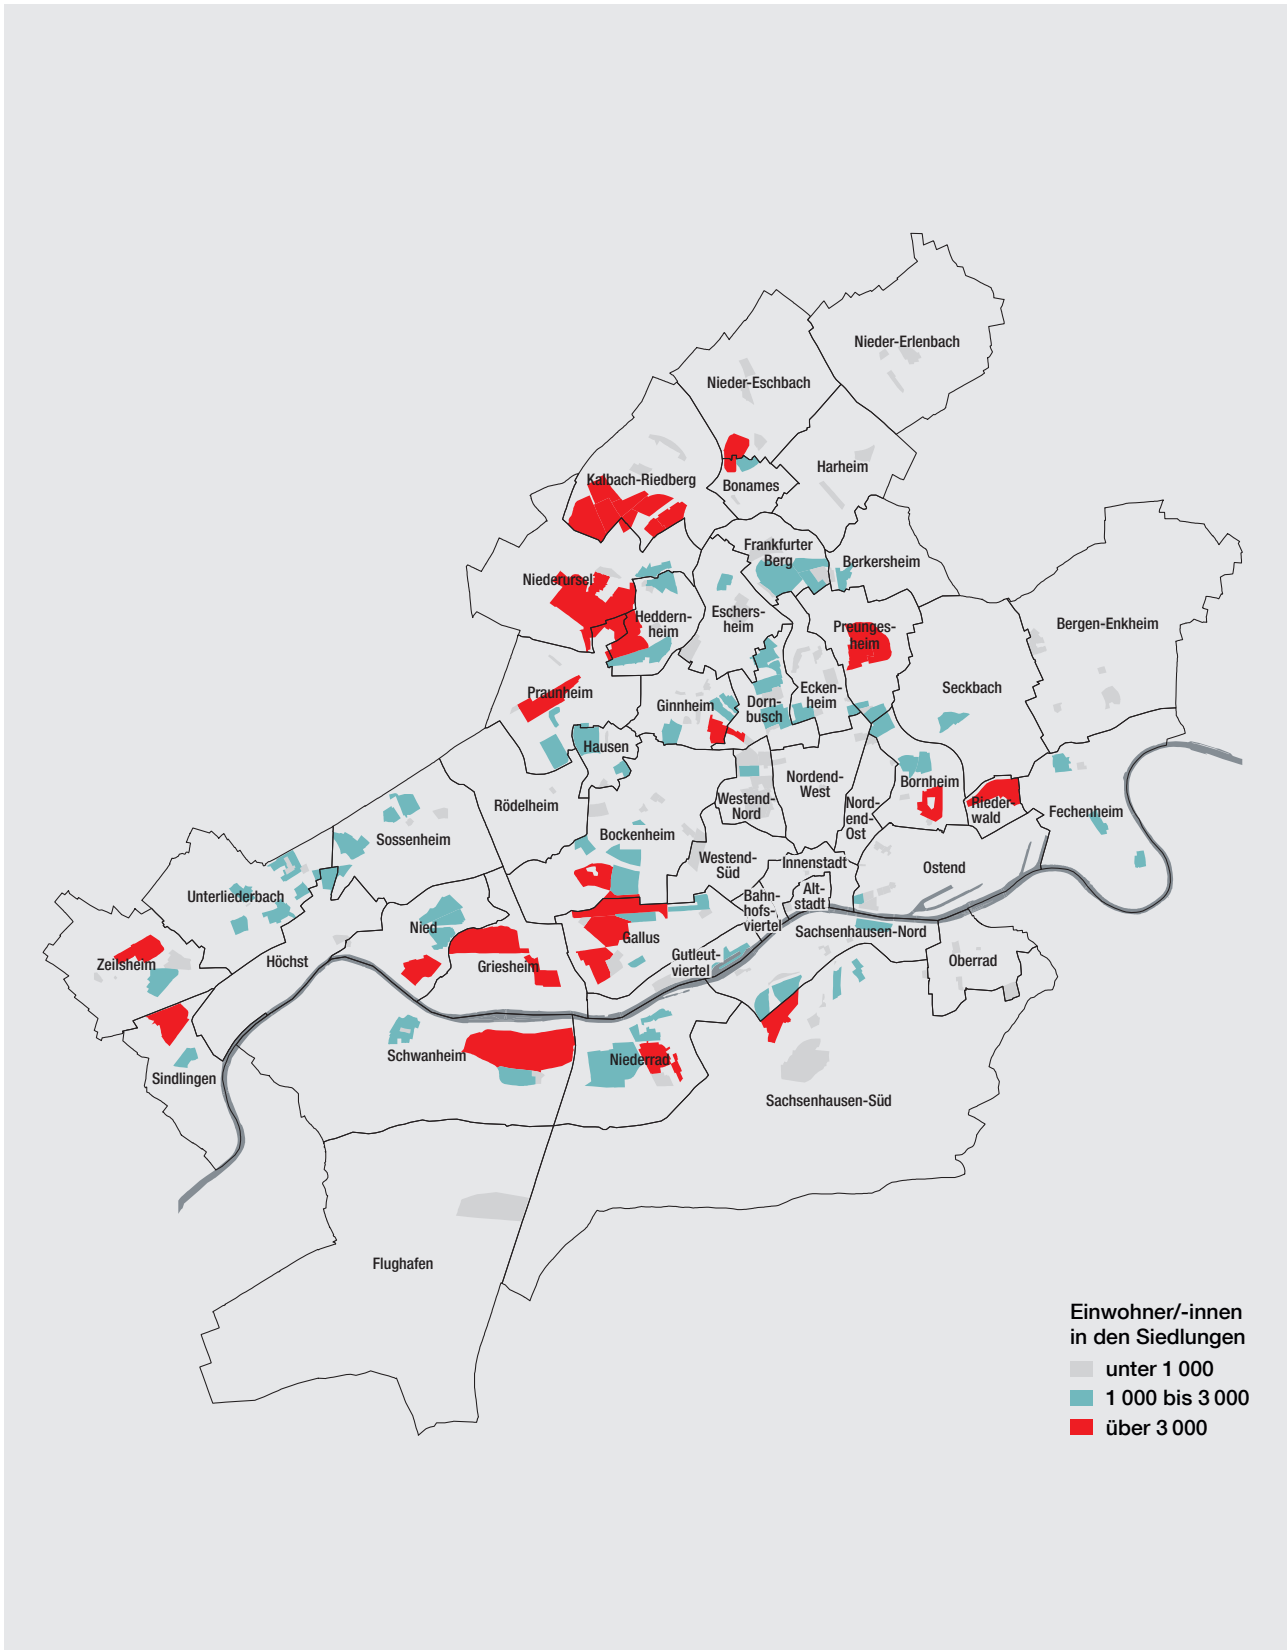 Nieder-Erlenbach
Nieder-Eschbach
Harheim
Kalbach-Riedberg
Bonames
Frankfurter
Berg
Berkersheim
Niederursel
Heddern-
heim
Eschers-
heim
Preunges-
heim
Bergen-Enkheim
Praunheim
Ginnheim
Dorn-
busch
Ecken-
heim
Seckbach
Hausen
Rödelheim
Westend-
Nord
Nordend-
West
Nord-
end-
Ost
Bornheim
Rieder-
wald
Fechenheim
Sossenheim
Bockenheim
Westend-
Süd
Innenstadt
Ostend
Unterliederbach
Bahn-
hofs-
viertel
Alt-
stadt
Nied
Gallus
Sachsenhausen-Nord
Zeilsheim
Höchst
Griesheim
Gutleut-
viertel
Oberrad
Schwanheim
Niederrad
Sindlingen
Sachsenhausen-Süd
Flughafen
Einwohner/-innen
in den Siedlungen
unter 1 000
1 000 bis 3 000
über 3 000